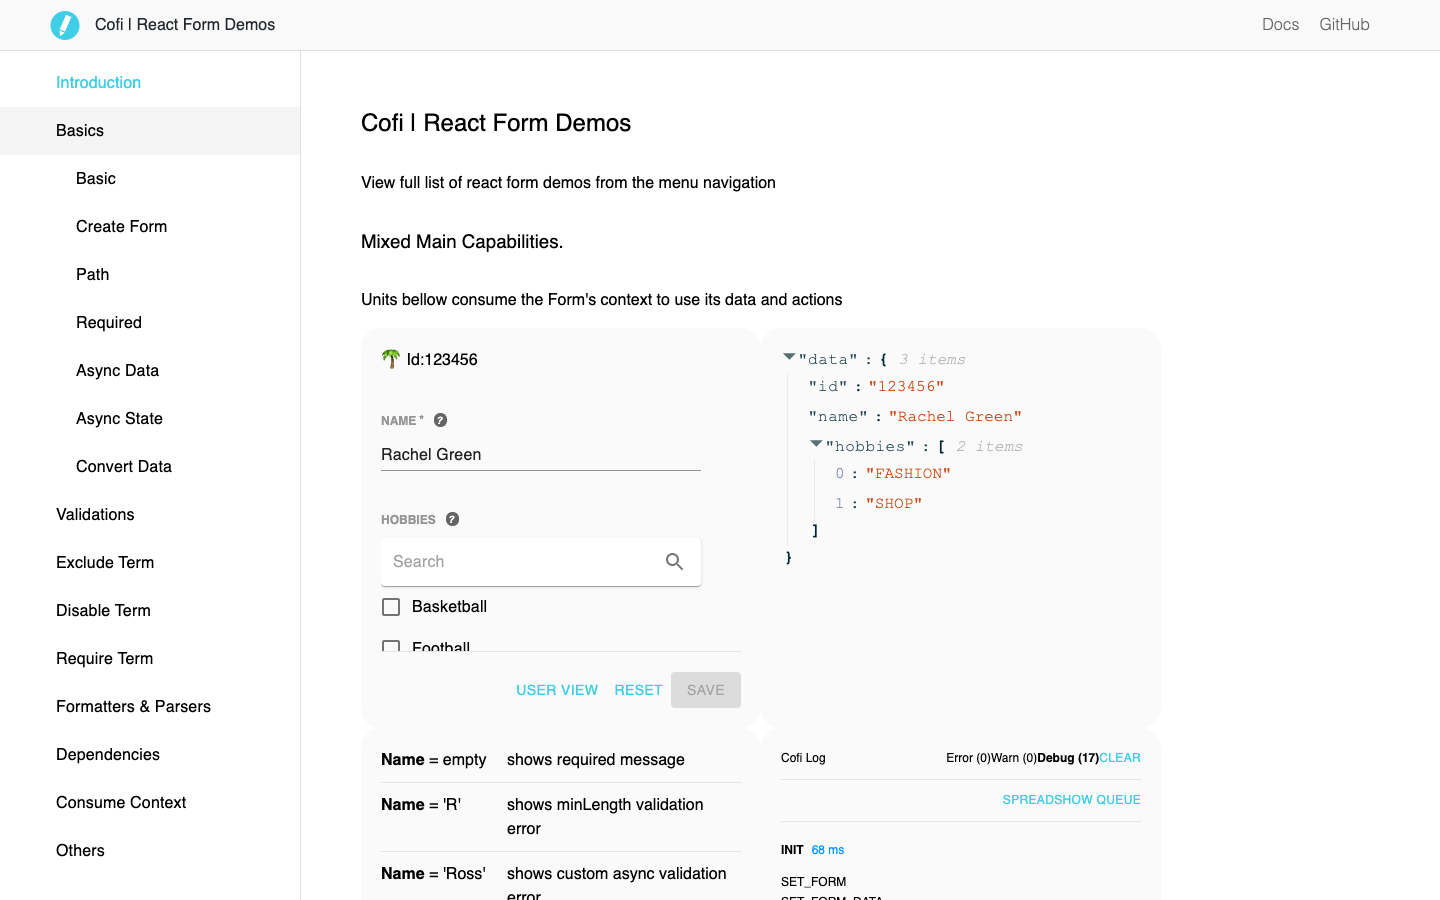 Cofi | React Form Demos
Docs
GitHub
Introduction
Basics
Basic
Create Form
Path
Required
Async Data
Async State
Convert Data
Validations
Exclude Term
Disable Term
Require Term
Formatters & Parsers
Dependencies
Consume Context
Others
Cofi | React Form Demos
View full list of react form demos from the menu navigation
Mixed Main Capabilities.
Units bellow consume the Form's context to use its data and actions
🌴 Id:123456
NAME *
Rachel Green
HOBBIES
Search
Basketball
Football
USER VIEW RESET SAVE
"data" : { 3 items
"id" : "123456"
"name" : "Rachel Green"
"hobbies" : [ 2 items
0 : "FASHION"
1 : "SHOP"
]
}
Name = empty shows required message
Name = 'R' shows minLength validation
error
Name = 'Ross' shows custom async validation
error
Cofi Log Error (0)Warn (0)Debug (17)CLEAR
SPREADSHOW QUEUE
INIT 68 ms
SET_FORM
SET_FORM_DATA